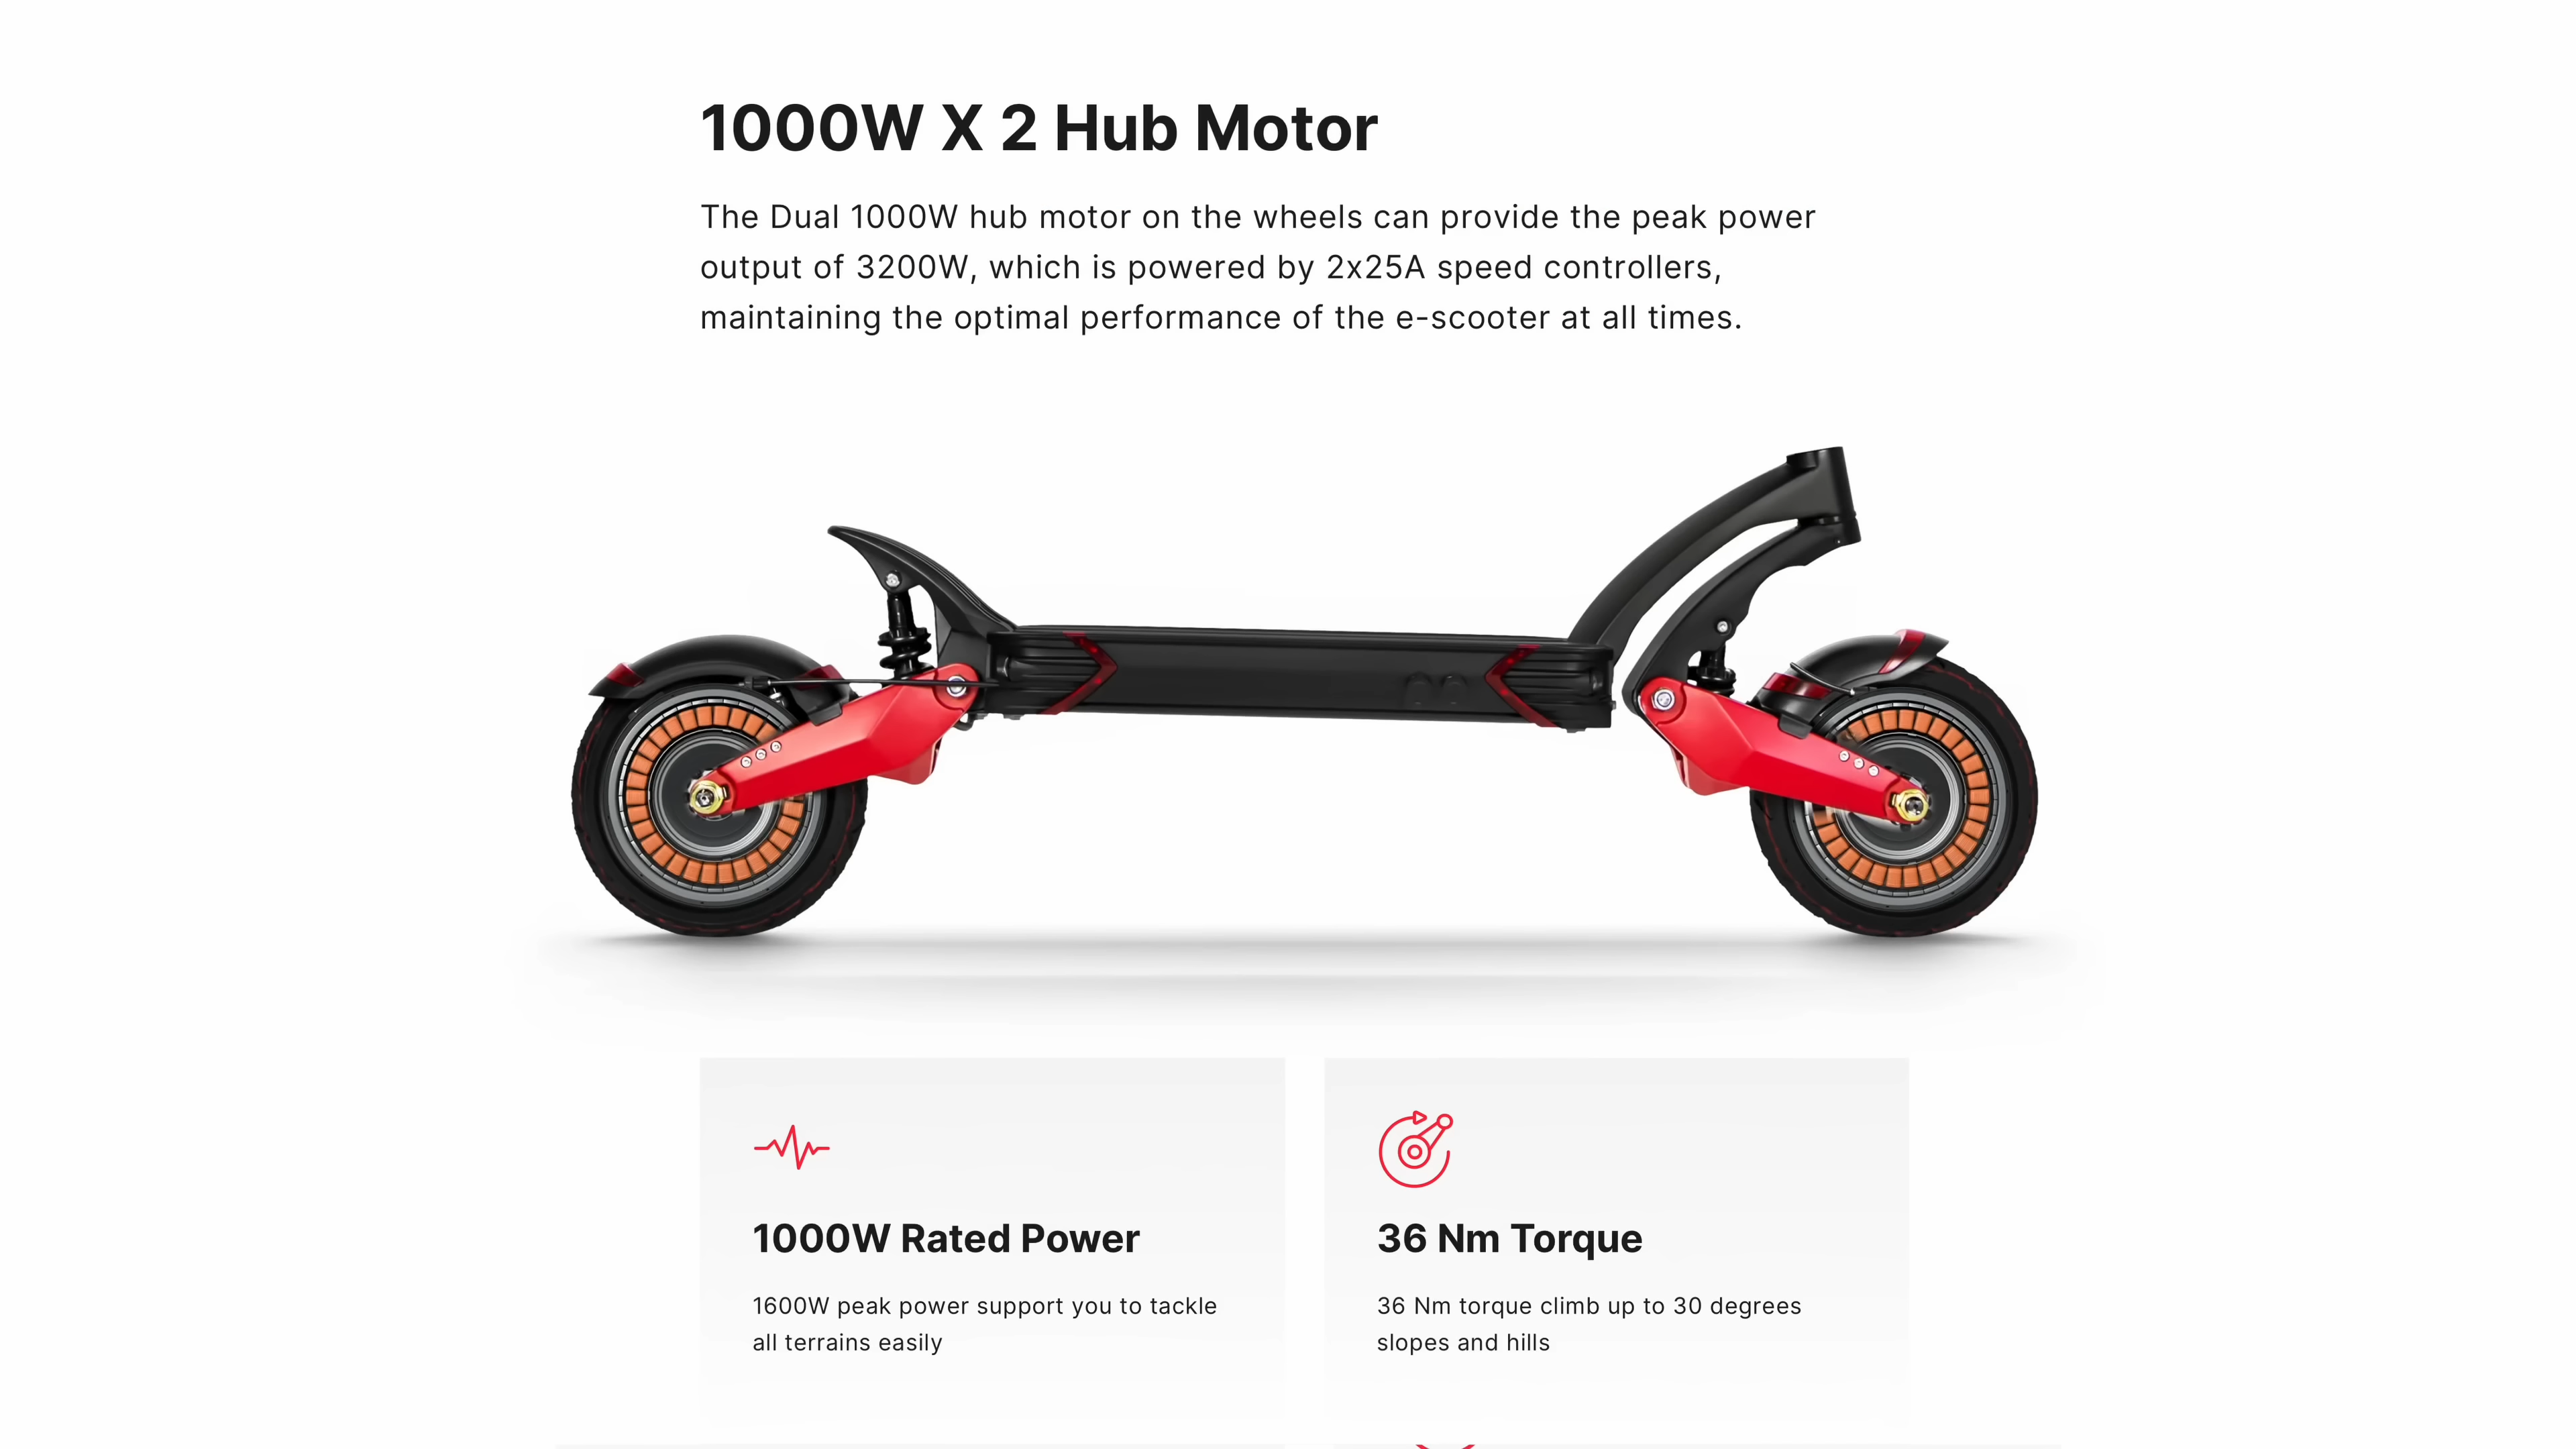 1000W X 2 Hub Motor
The Dual 1000W hub motor on the wheels can provide the peak power
output of 3200W, which is powered by 2x25A speed controllers,
maintaining the optimal performance of the e-scooter at all times.
1000W Rated Power
1600W peak power support you to tackle
all terrains easily
36 Nm Torque
36 Nm torque climb up to 30 degrees
slopes and hills